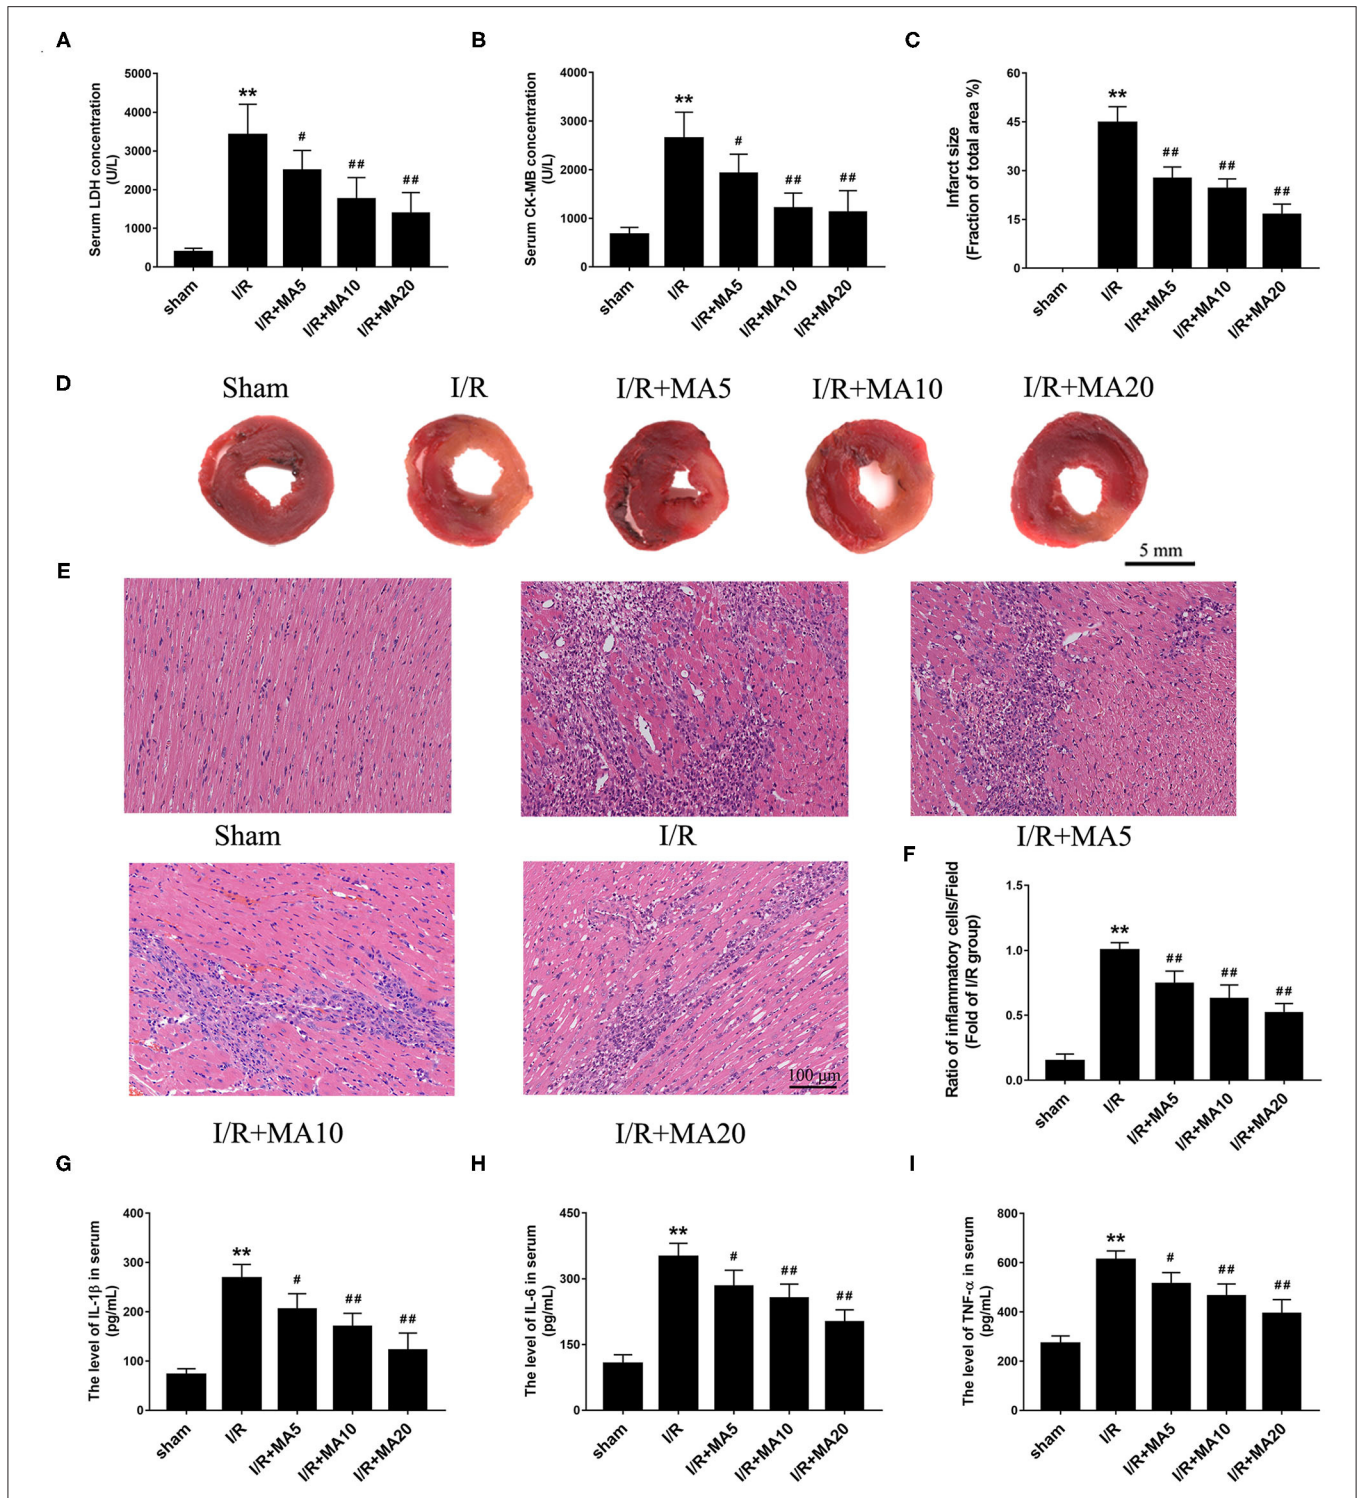 A
B
C
Serum LDH concentration
(U/L)
5000
4000
3000
2000
1000
0
**
#
##
##
sham
I/R
I/R+MA5
I/R+MA10
I/R+MA20
Serum CK-MB concentration
(U/L)
4000
3000
2000
1000
0
**
#
##
##
sham
I/R
I/R+MA5
I/R+MA10
I/R+MA20
Infarct size
(Fraction of total area %)
60
45
30
15
0
**
##
##
##
sham
I/R
I/R+MA5
I/R+MA10
I/R+MA20
D
Sham
I/R
I/R+MA5
I/R+MA10
I/R+MA20
5 mm
E
Sham
I/R
I/R+MA5
100 μm
I/R+MA10
I/R+MA20
F
Ratio of inflammatory cells/Field
(Fold of I/R group)
1.5
1.0
0.5
0.0
**
##
##
##
sham
I/R
I/R+MA5
I/R+MA10
I/R+MA20
G
The level of IL-1β in serum
(pg/mL)
400
300
200
100
0
**
#
##
##
sham
I/R
I/R+MA5
I/R+MA10
I/R+MA20
H
The level of IL-6 in serum
(pg/mL)
450
300
150
0
**
#
##
##
sham
I/R
I/R+MA5
I/R+MA10
I/R+MA20
I
The level of TNF-α in serum
(pg/mL)
800
600
400
200
0
**
#
##
##
sham
I/R
I/R+MA5
I/R+MA10
I/R+MA20